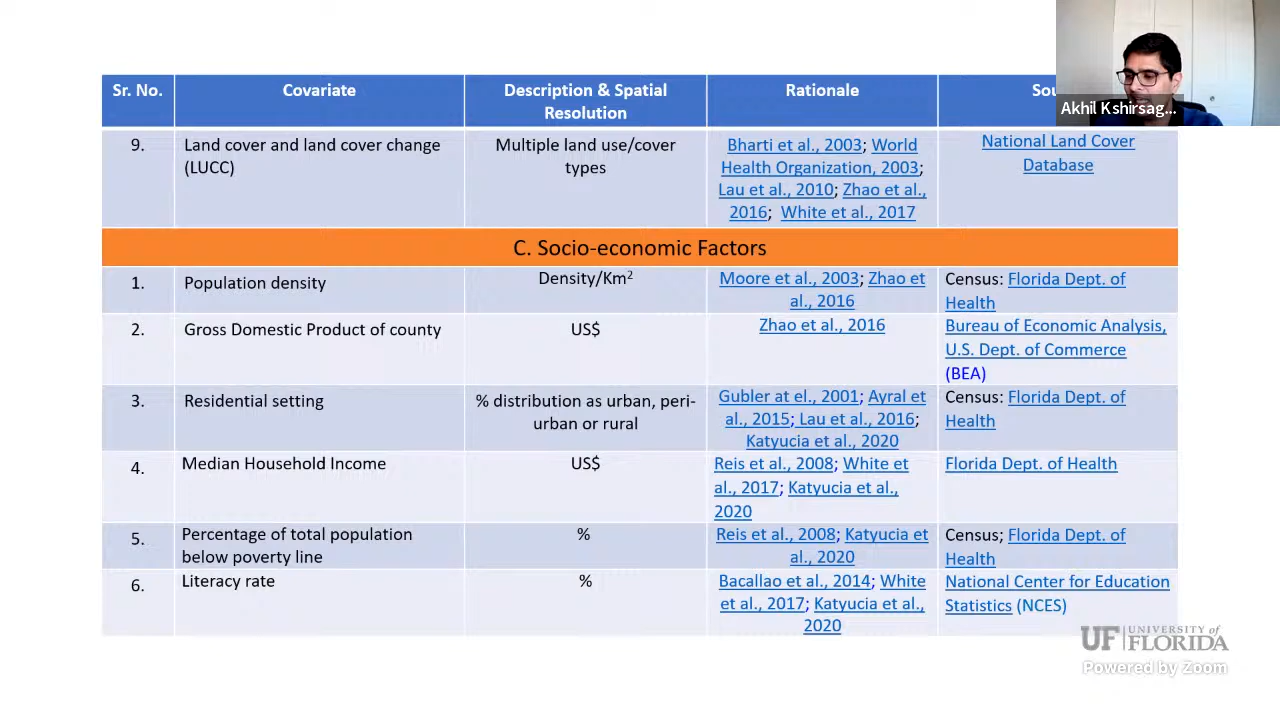 Sr. No.
Covariate
Description & Spatial
Resolution
Rationale
Akhil Kshirsag...
9.
Land cover and land cover change
(LUCC)
Multiple land use/cover
types
Bharti et al., 2003; World
Health Organization, 2003;
Lau et al., 2010; Zhao et al.,
2016; White et al., 2017
National Land Cover
Database
C. Socio-economic Factors
1.
Population density
Density/Km²
Moore et al., 2003; Zhao et
al., 2016
Census: Florida Dept. of
Health
2.
Gross Domestic Product of county
US$
Zhao et al., 2016
Bureau of Economic Analysis,
U.S. Dept. of Commerce
(BEA)
3.
Residential setting
% distribution as urban, peri-
urban or rural
Gubler at el., 2001; Ayral et
al., 2015; Lau et al., 2016;
Katyucia et al., 2020
Census: Florida Dept. of
Health
4.
Median Household Income
US$
Reis et al., 2008; White et
al., 2017; Katyucia et al.,
2020
Florida Dept. of Health
5.
Percentage of total population
below poverty line
%
Reis et al., 2008; Katyucia et
al., 2020
Census; Florida Dept. of
Health
6.
Literacy rate
%
Bacallao et al., 2014; White
et al., 2017; Katyucia et al.,
2020
National Center for Education
Statistics (NCES)
UF UNIVERSITY of
FLORIDA
Powered by Zoom